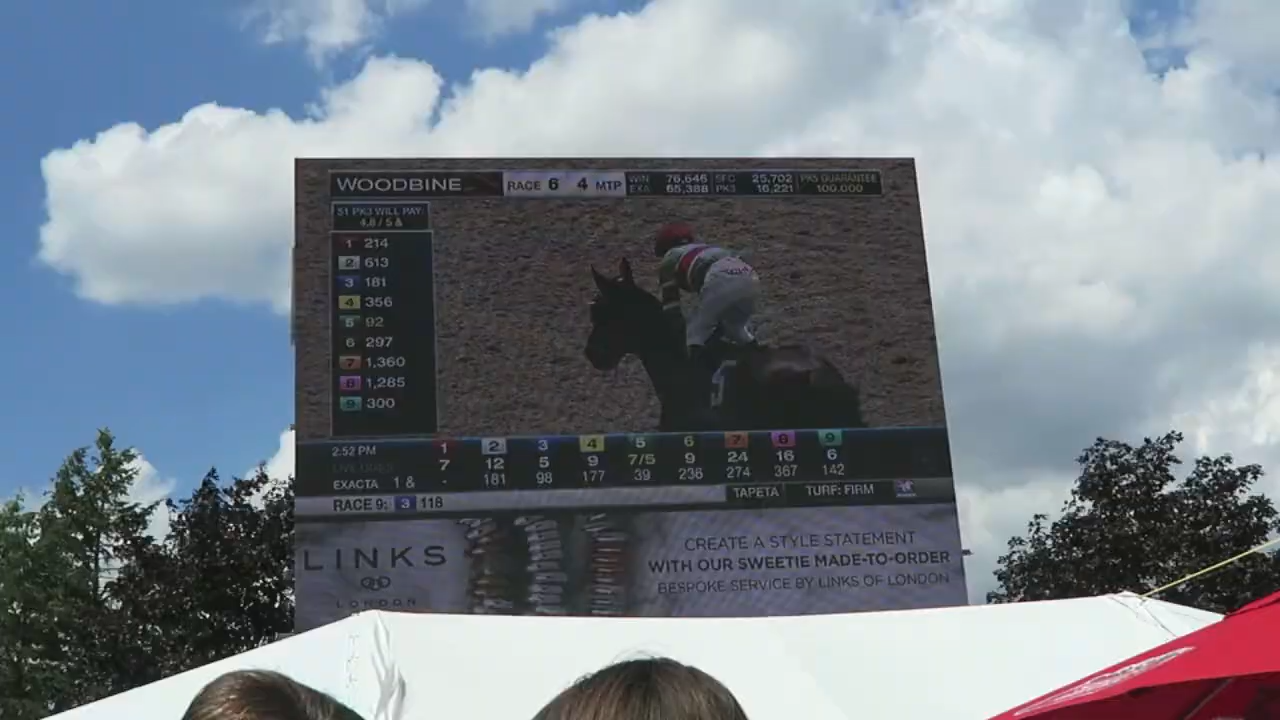 WOODBINE RACE 6 4 MTP WIN 76,646 SFC 25,702 PK5 GUARANTEE
EXA 65,388 PK3 16,221 100,000
$1 PK3 WILL PAY:
4,8 / 5 &
1 214
2 613
3 181
4 356
5 92
6 297
7 1,360
8 1,285
9 300
5
2:52 PM 1 2 3 4 5 6 7 8 9
LIVE ODDS 7 12 5 9 7/5 9 24 16 6
EXACTA 1 & - 181 98 177 39 236 274 367 142
RACE 9: 3 118 TAPETA TURF: FIRM
LINKS
LONDON
CREATE A STYLE STATEMENT
WITH OUR SWEETIE MADE-TO-ORDER
BESPOKE SERVICE BY LINKS OF LONDON